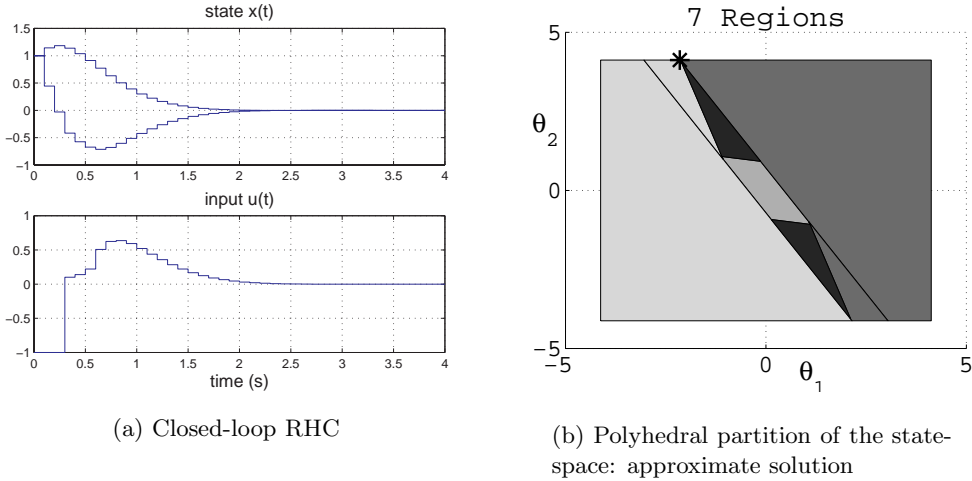 state x(t)
1.5
1
0.5
0
−0.5
−1
0 0.5 1 1.5 2 2.5 3 3.5 4
input u(t)
1
0.5
0
−0.5
−1
0 0.5 1 1.5 2 2.5 3 3.5 4
time (s)
(a) Closed-loop RHC
7 Regions
5
θ2
0
−5
−5 0 5
θ1
(b) Polyhedral partition of the state-
space: approximate solution